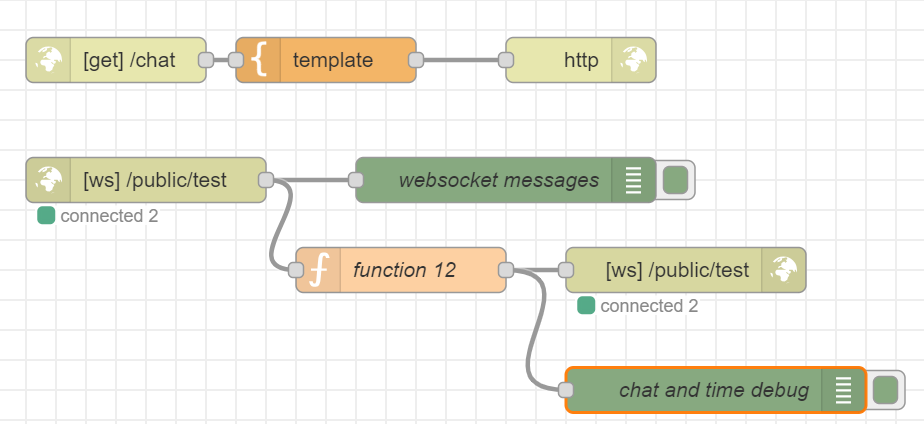 [get] /chat
template
http
[ws] /public/test
websocket messages
connected 2
function 12
[ws] /public/test
connected 2
chat and time debug